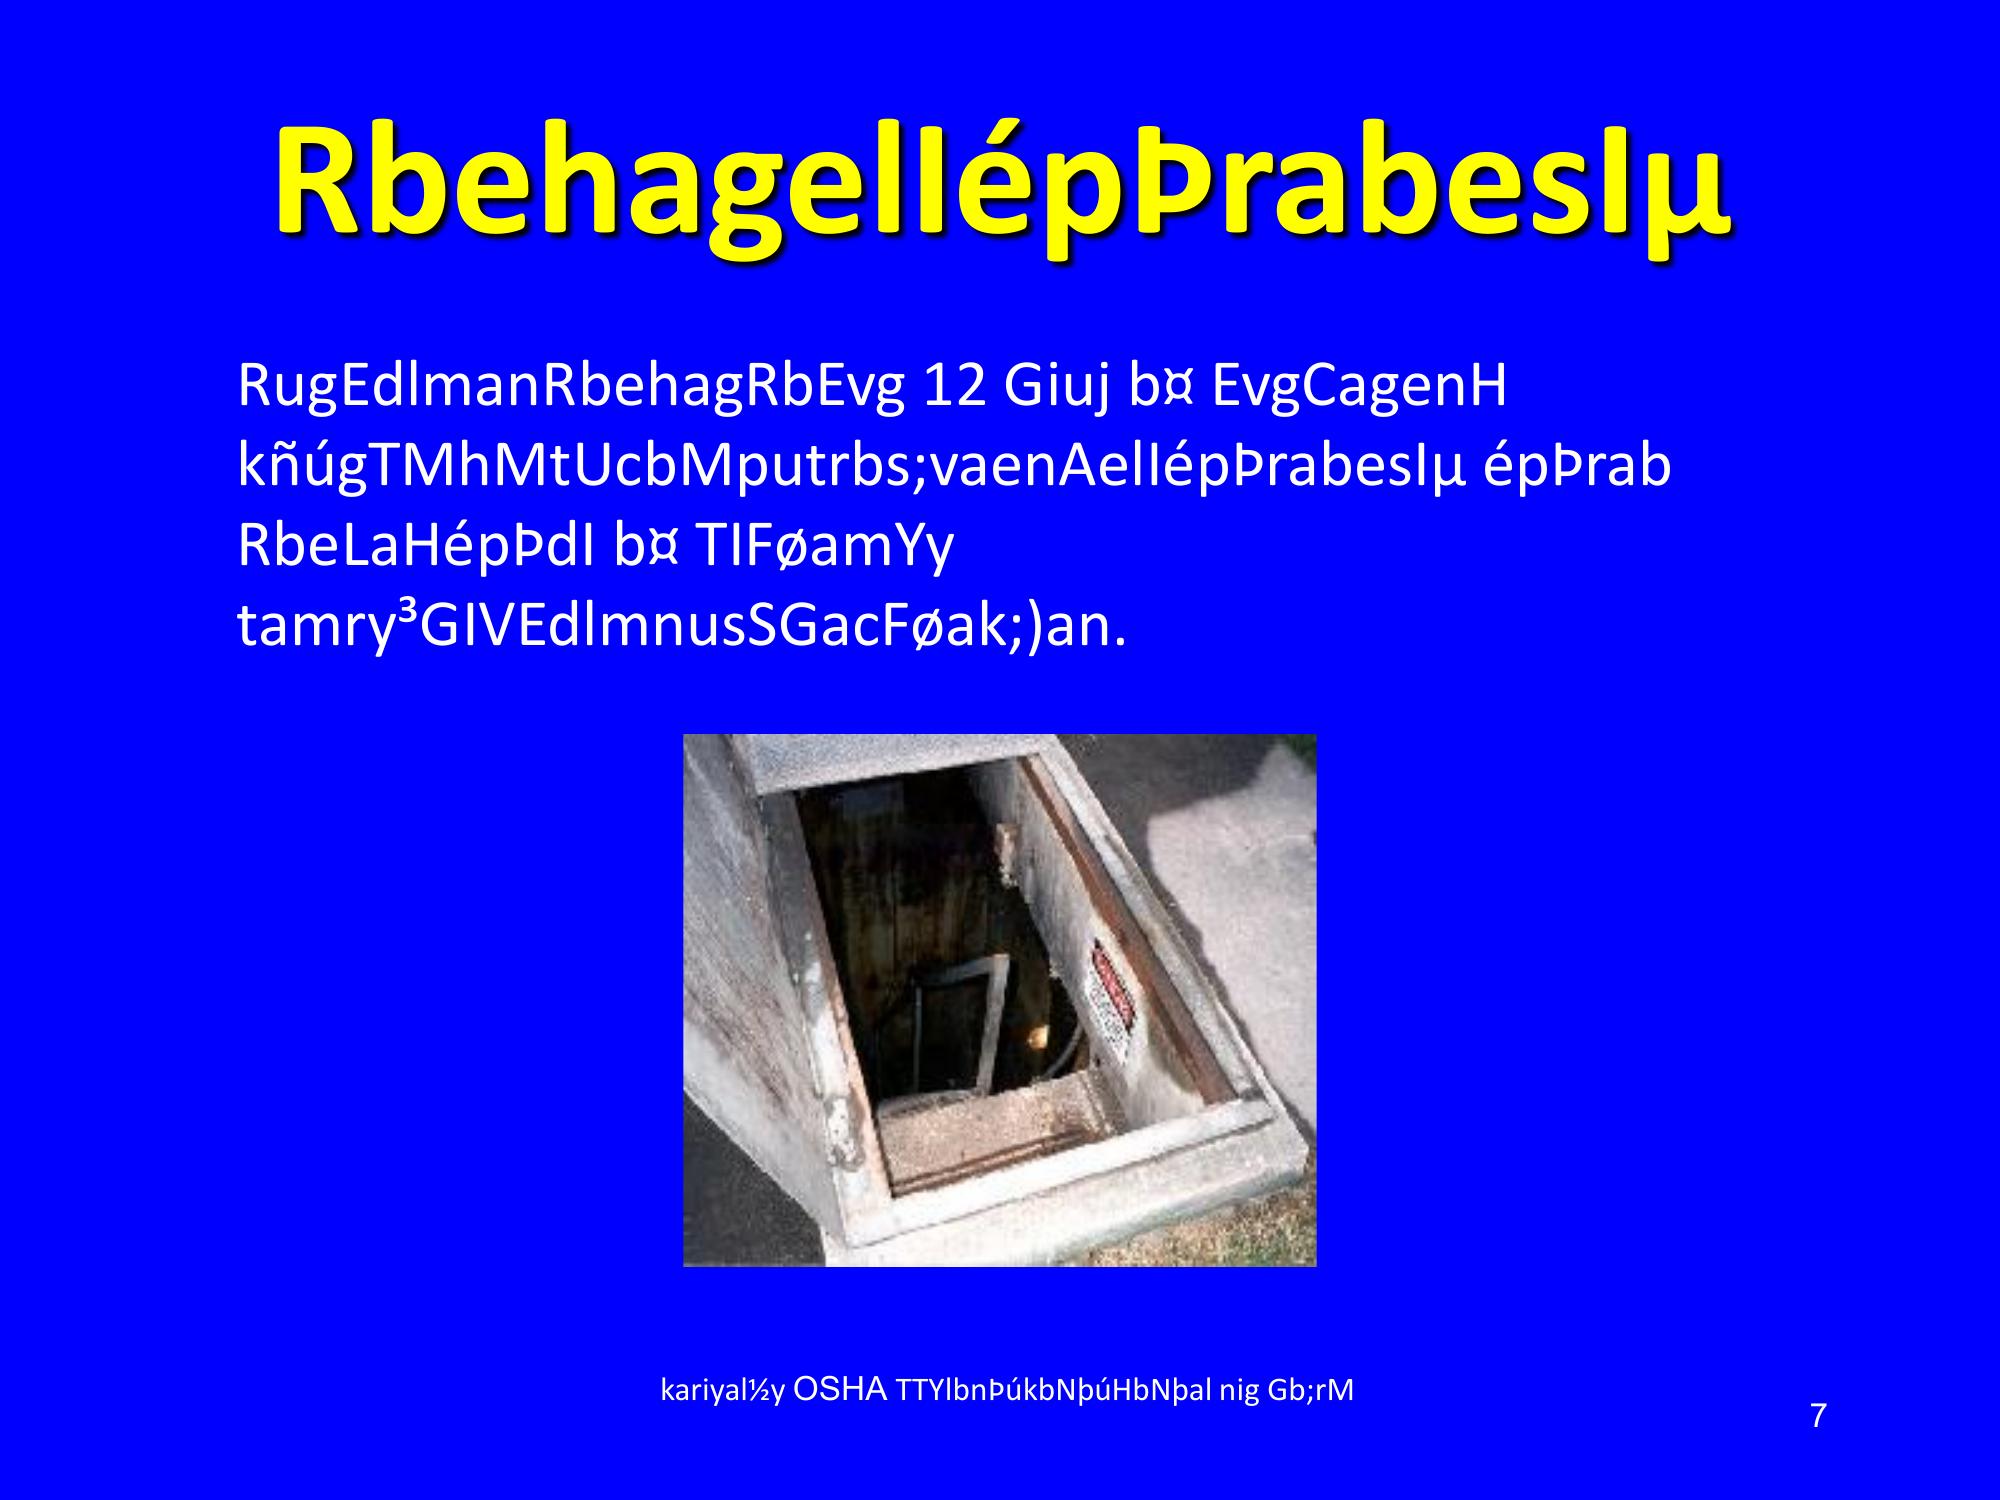 RbehagelIépÞrabesIµ
RugEdlmanRbehagRbEvg 12 Giuj b¤ EvgCagenH
kñúgTMhMtUcbMputrbs;vaenAelIépÞrabesIµ épÞrab
RbeLaHépÞdI b¤ TIFøamYy
tamry³GIVEdlmnusSGacFøak;)an.
kariyal½y OSHA TTYlbnÞúkbNþúHbNþal nig Gb;rM
7